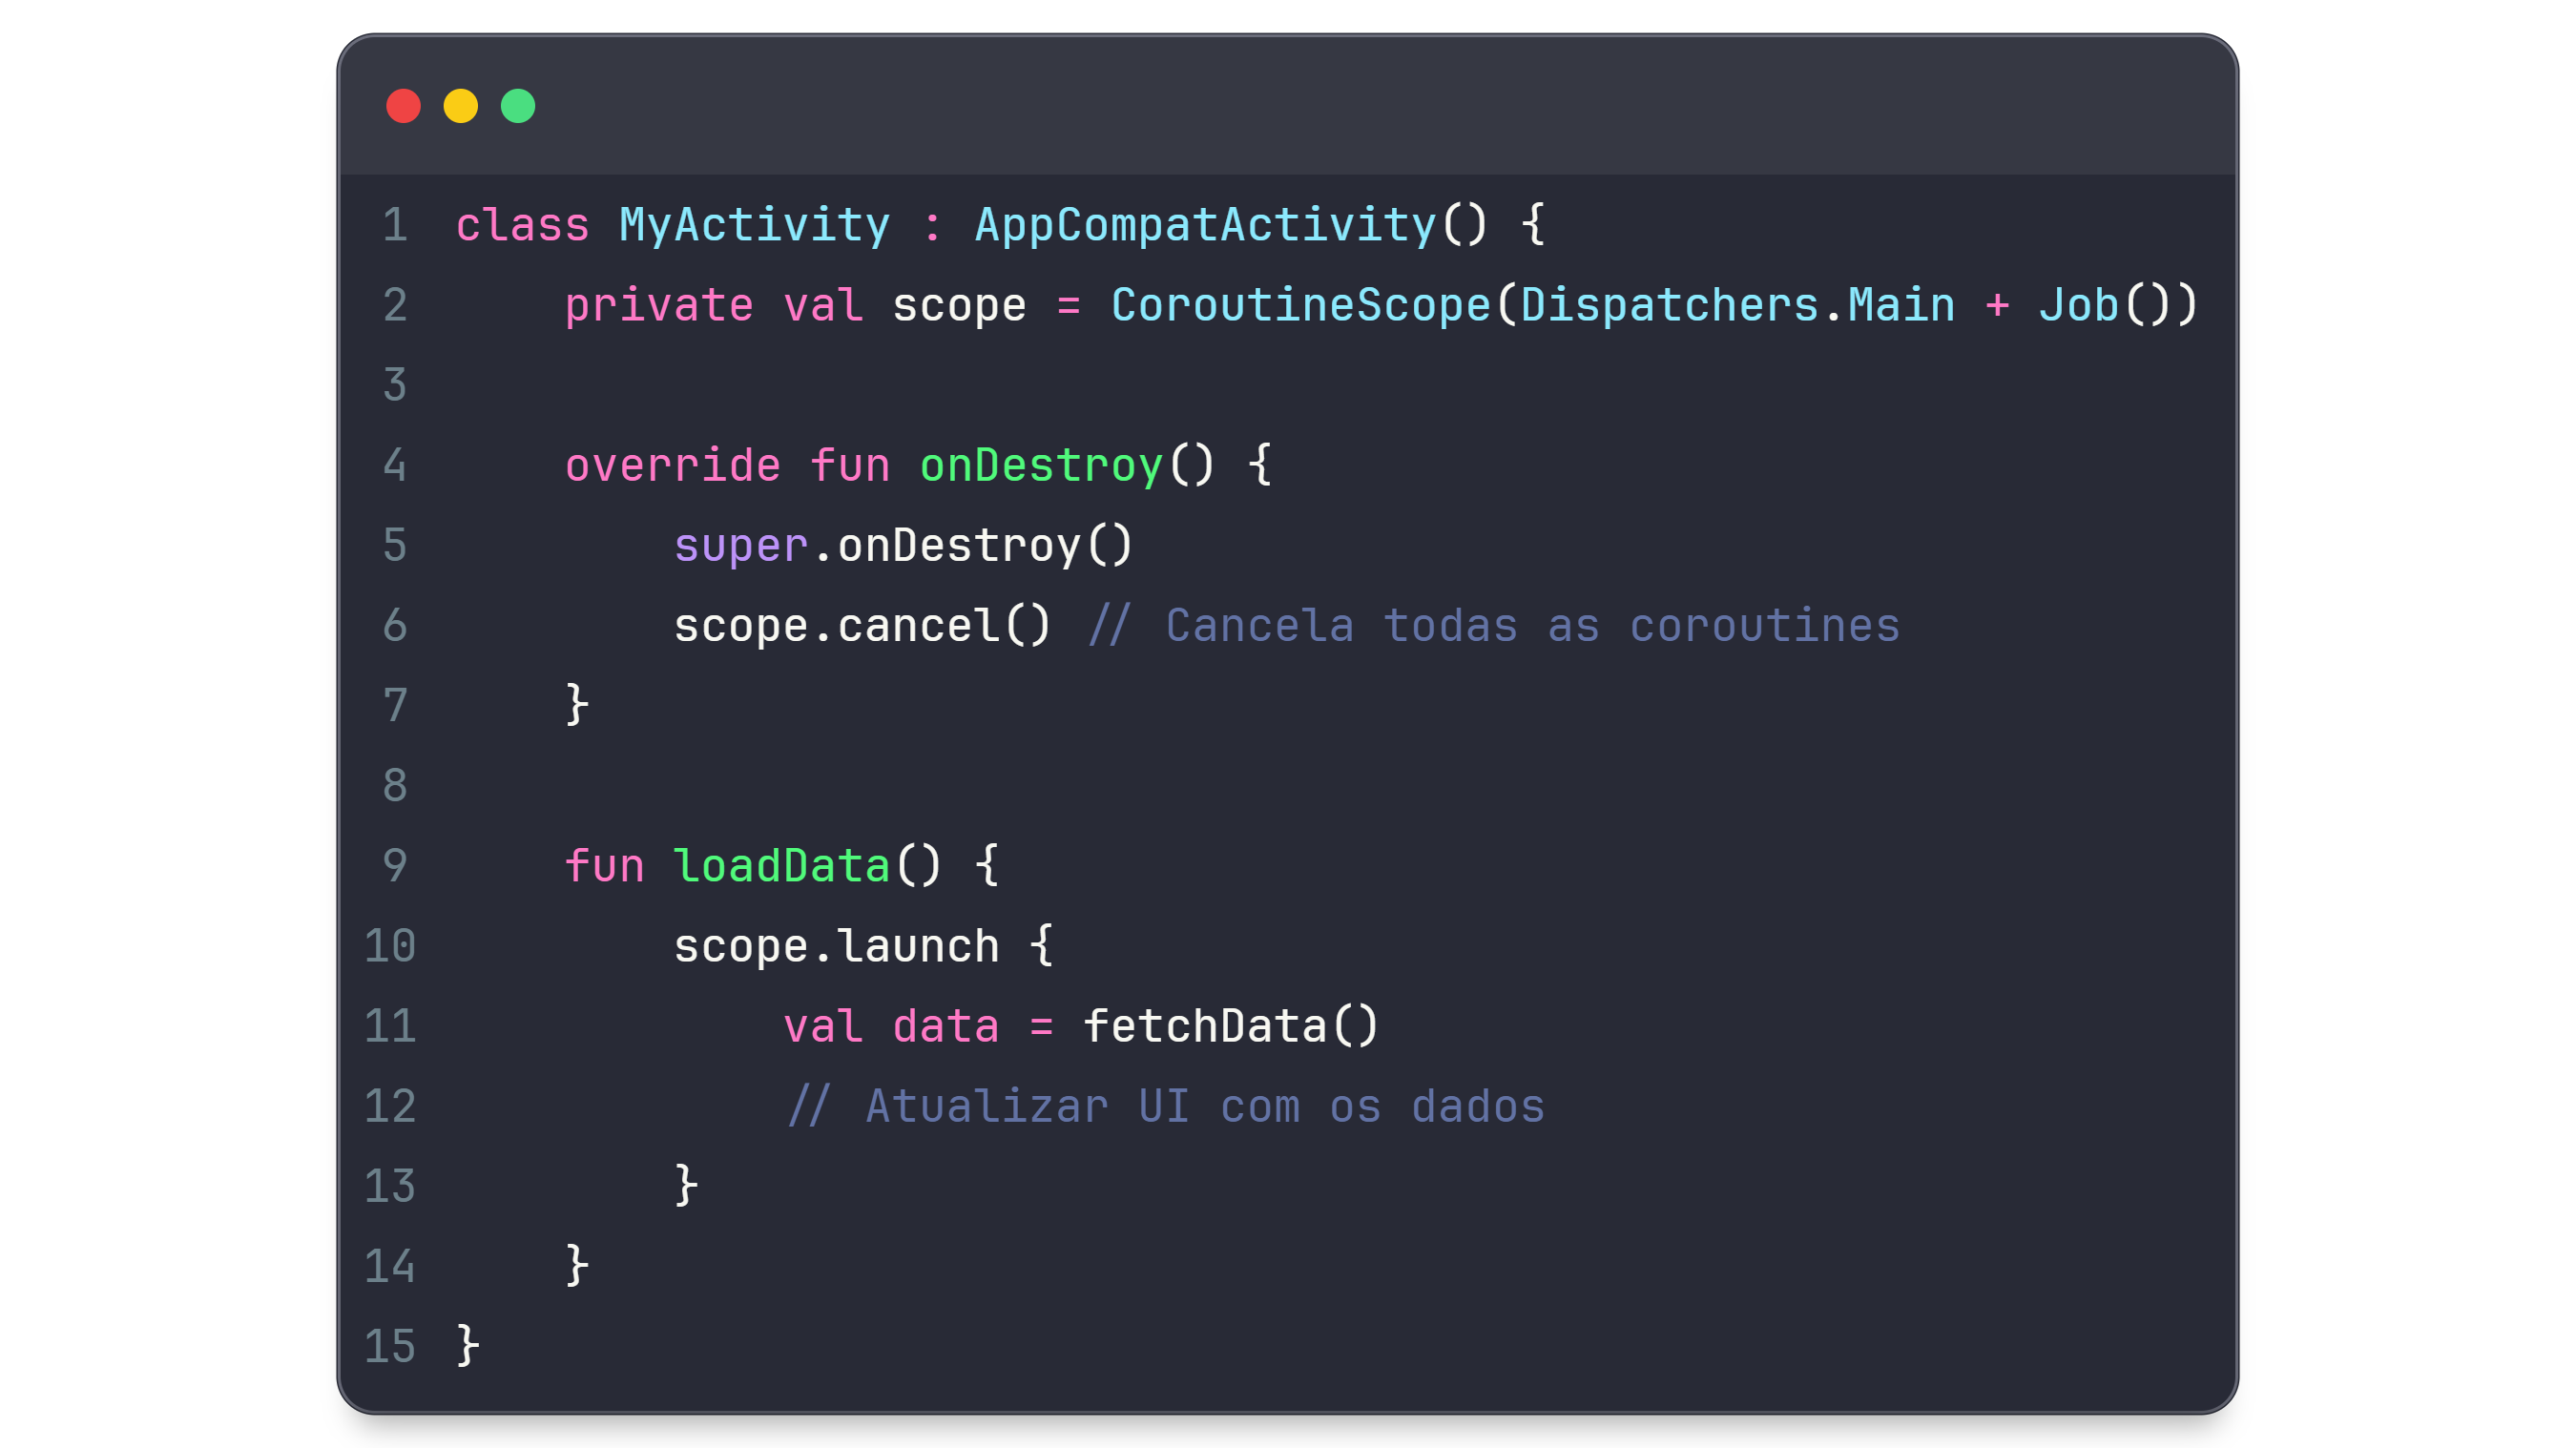 1 class MyActivity : AppCompatActivity() {
2     private val scope = CoroutineScope(Dispatchers.Main + Job())
3
4     override fun onDestroy() {
5         super.onDestroy()
6         scope.cancel() // Cancela todas as coroutines
7     }
8
9     fun loadData() {
10         scope.launch {
11             val data = fetchData()
12             // Atualizar UI com os dados
13         }
14     }
15 }